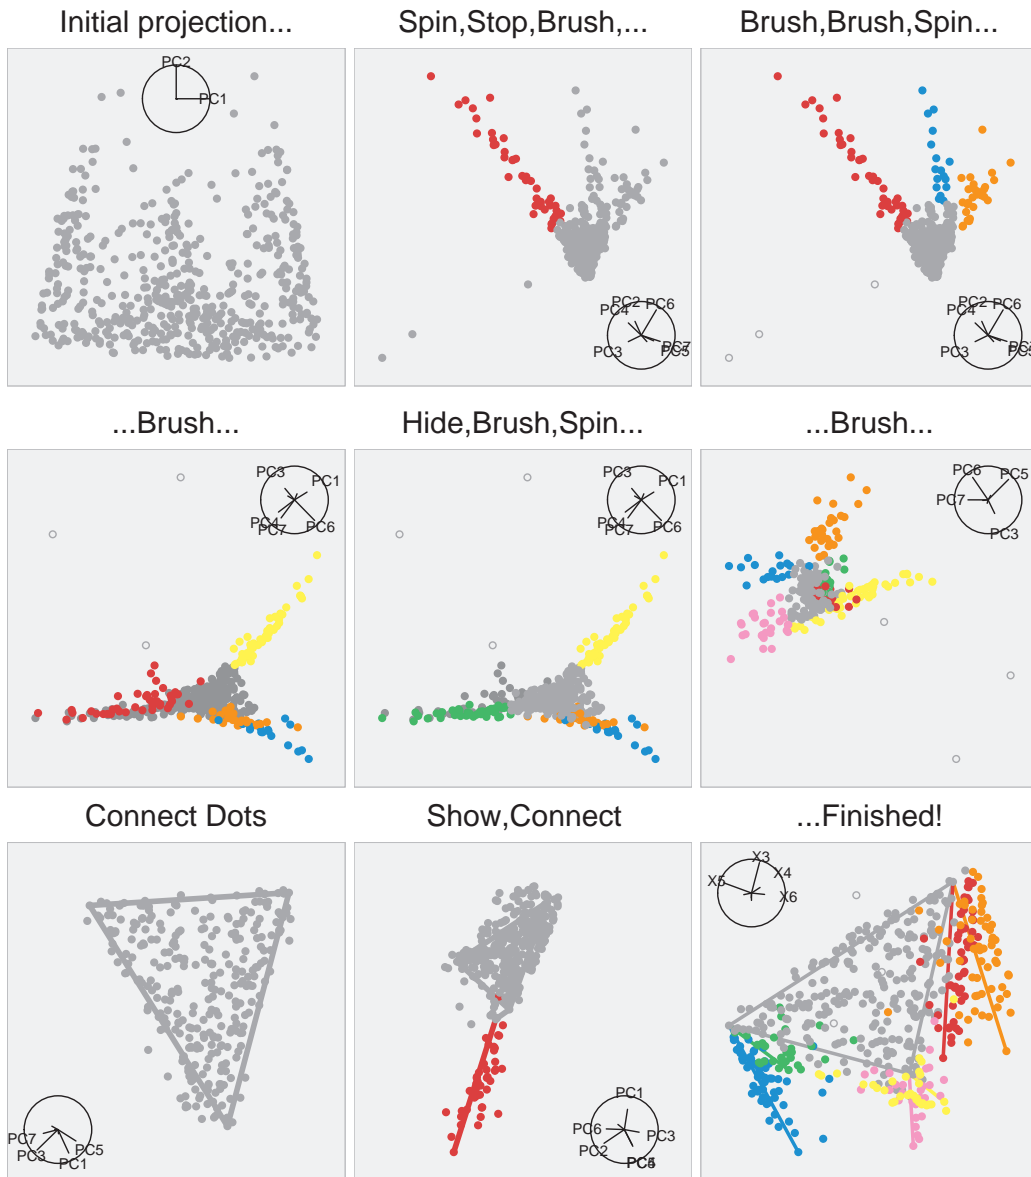 Initial projection...
Spin,Stop,Brush,...
Brush,Brush,Spin...
PC2
PC1
PC2
PC6
PC4
PC3
PC7
PC5
PC2
PC6
PC4
PC3
PC5
...Brush...
Hide,Brush,Spin...
...Brush...
PC3
PC1
PC4
PC7
PC6
PC3
PC1
PC4
PC7
PC6
PC6
PC5
PC7
PC3
Connect Dots
Show,Connect
...Finished!
PC7
PC5
PC3
PC1
PC1
PC6
PC3
PC2
X3
X4
X5
X6